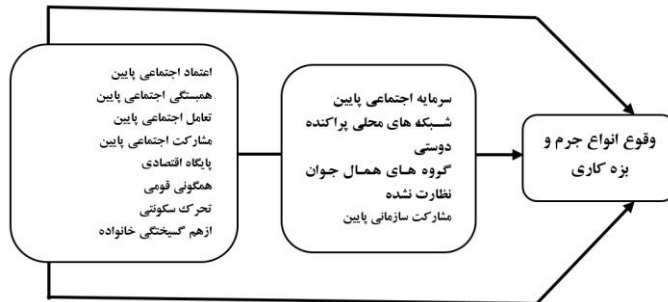 اعتماد اجتماعی پایین
همبستگی اجتماعی پایین
تعامل اجتماعی پایین
مشارکت اجتماعی پایین
پایگاه اقتصادی
همگونی قومی
تحرک سکونتی
ازهم گسیختگی خانواده
سرمایه اجتماعی پایین
شبکه های محلی پراکنده
دوستی
گروه های همال جوان
نظارت نشده
مشارکت سازمانی پایین
وقوع انواع جرم و
بزه کاری